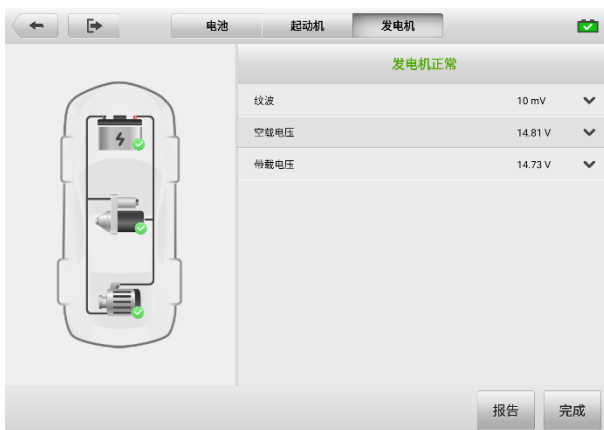 电池 起动机 发电机
发电机正常
纹波 10 mV
空载电压 14.81 V
带载电压 14.73 V
报告 完成